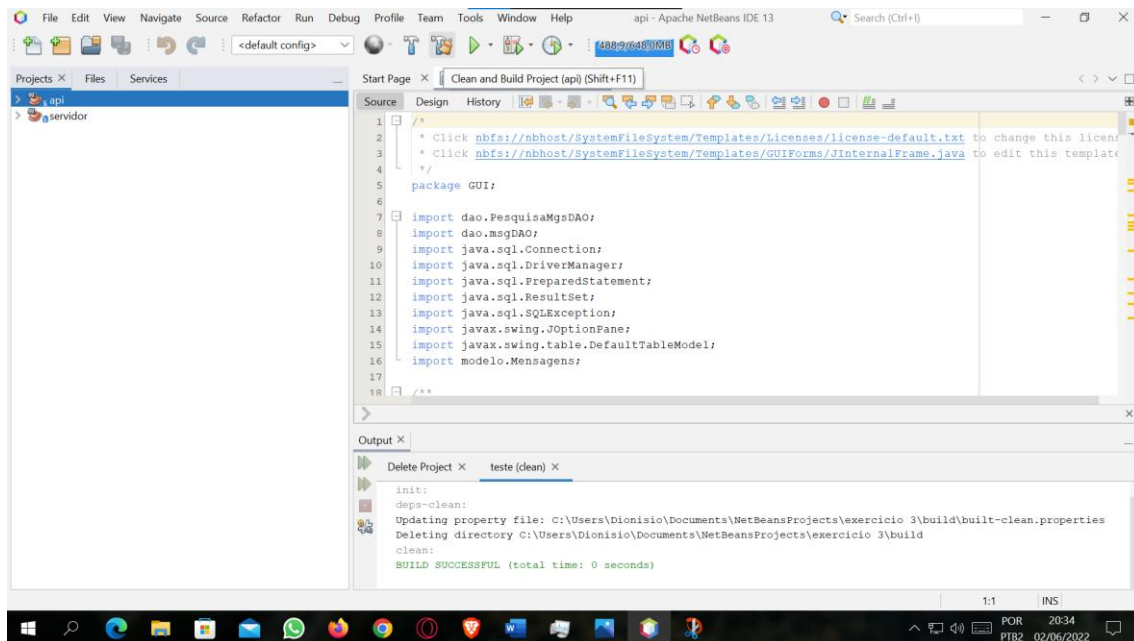 File Edit View Navigate Source Refactor Run Debug Profile Team Tools Window Help api - Apache NetBeans IDE 13 Search (Ctrl+I)
<default config> 488,9/648,0MB
Projects Files Services
Start Page Clean and Build Project (api) (Shift+F11)
api
servidor
Source Design History
1 /*
2 * Click nbfs://nbhost/SystemFileSystem/Templates/Licenses/license-default.txt to change this licens
3 * Click nbfs://nbhost/SystemFileSystem/Templates/GUIForms/JInternalFrame.java to edit this template
4 */
5 package GUI;
6
7 import dao.PesquisaMgsDAO;
8 import dao.msgDAO;
9 import java.sql.Connection;
10 import java.sql.DriverManager;
11 import java.sql.PreparedStatement;
12 import java.sql.ResultSet;
13 import java.sql.SQLException;
14 import javax.swing.JOptionPane;
15 import javax.swing.table.DefaultTableModel;
16 import modelo.Mensagens;
17
18 /**
Output
Delete Project teste (clean)
init:
deps-clean:
Updating property file: C:\Users\Dionisio\Documents\NetBeansProjects\exercicio 3\build\built-clean.properties
Deleting directory C:\Users\Dionisio\Documents\NetBeansProjects\exercicio 3\build
clean:
BUILD SUCCESSFUL (total time: 0 seconds)
1:1 INS
POR 20:34
PTB2 02/06/2022